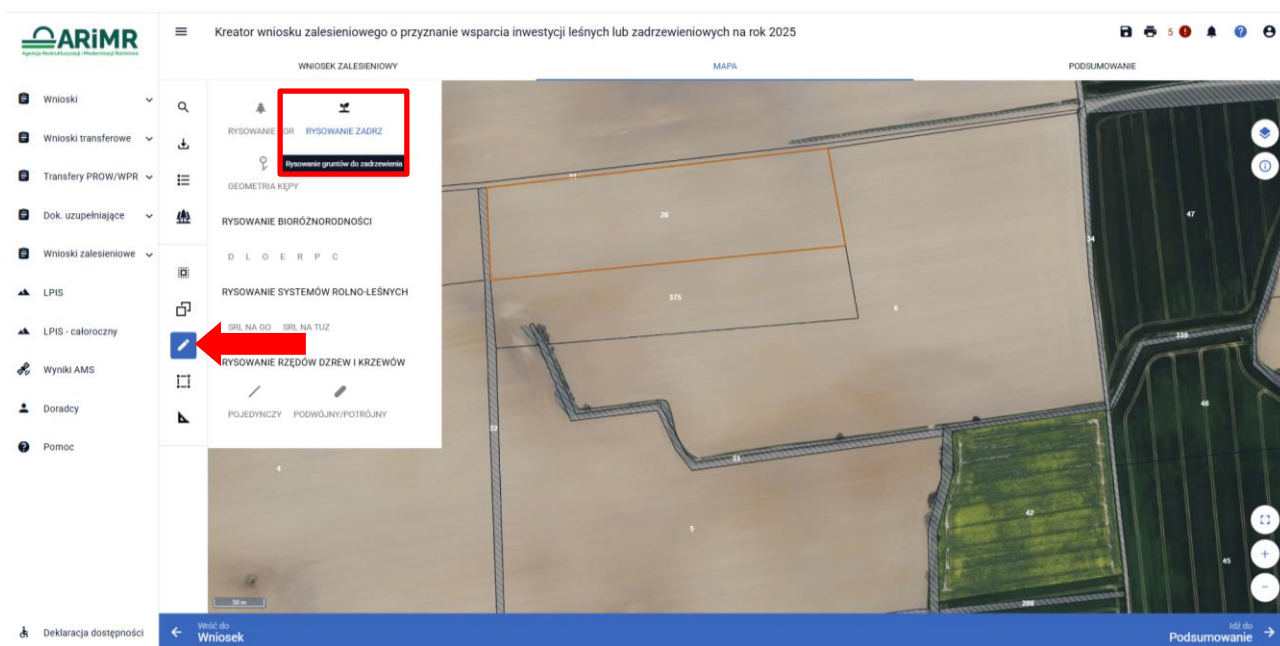 ARiMR
Agencja Restrukturyzacji i Modernizacji Rolnictwa
Kreator wniosku zalesieniowego o przyznanie wsparcia inwestycji leśnych lub zadrzewieniowych na rok 2025
5
WNIOSEK ZALESIENIOWY
MAPA
PODSUMOWANIE
Wnioski
Wnioski transferowe
Transfery PROW/WPR
Dok. uzupełniające
Wnioski zalesieniowe
LPIS
LPIS - całoroczny
Wyniki AMS
Doradcy
Pomoc
Deklaracja dostępności
RYSOWANIE GR RYSOWANIE ZADRZ
Rysowanie gruntów do zadrzewienia
GEOMETRIA KĘPY
RYSOWANIE BIORÓŻNORODNOŚCI
D L O E R P C
RYSOWANIE SYSTEMÓW ROLNO-LEŚNYCH
SRL NA GO SRL NA TUZ
RYSOWANIE RZĘDÓW DRZEW I KRZEWÓW
POJEDYNCZY PODWÓJNY/POTRÓJNY
11
26
47
34
375
6
339
46
32
33
4
42
5
45
288
50 m
Wróć do
Wniosek
Idź do
Podsumowanie